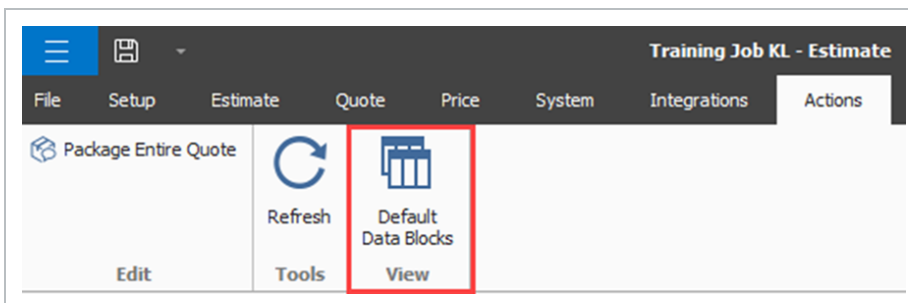 Training Job KL - Estimate
File Setup Estimate Quote Price System Integrations Actions
Package Entire Quote
Refresh
Default
Data Blocks
Edit Tools View